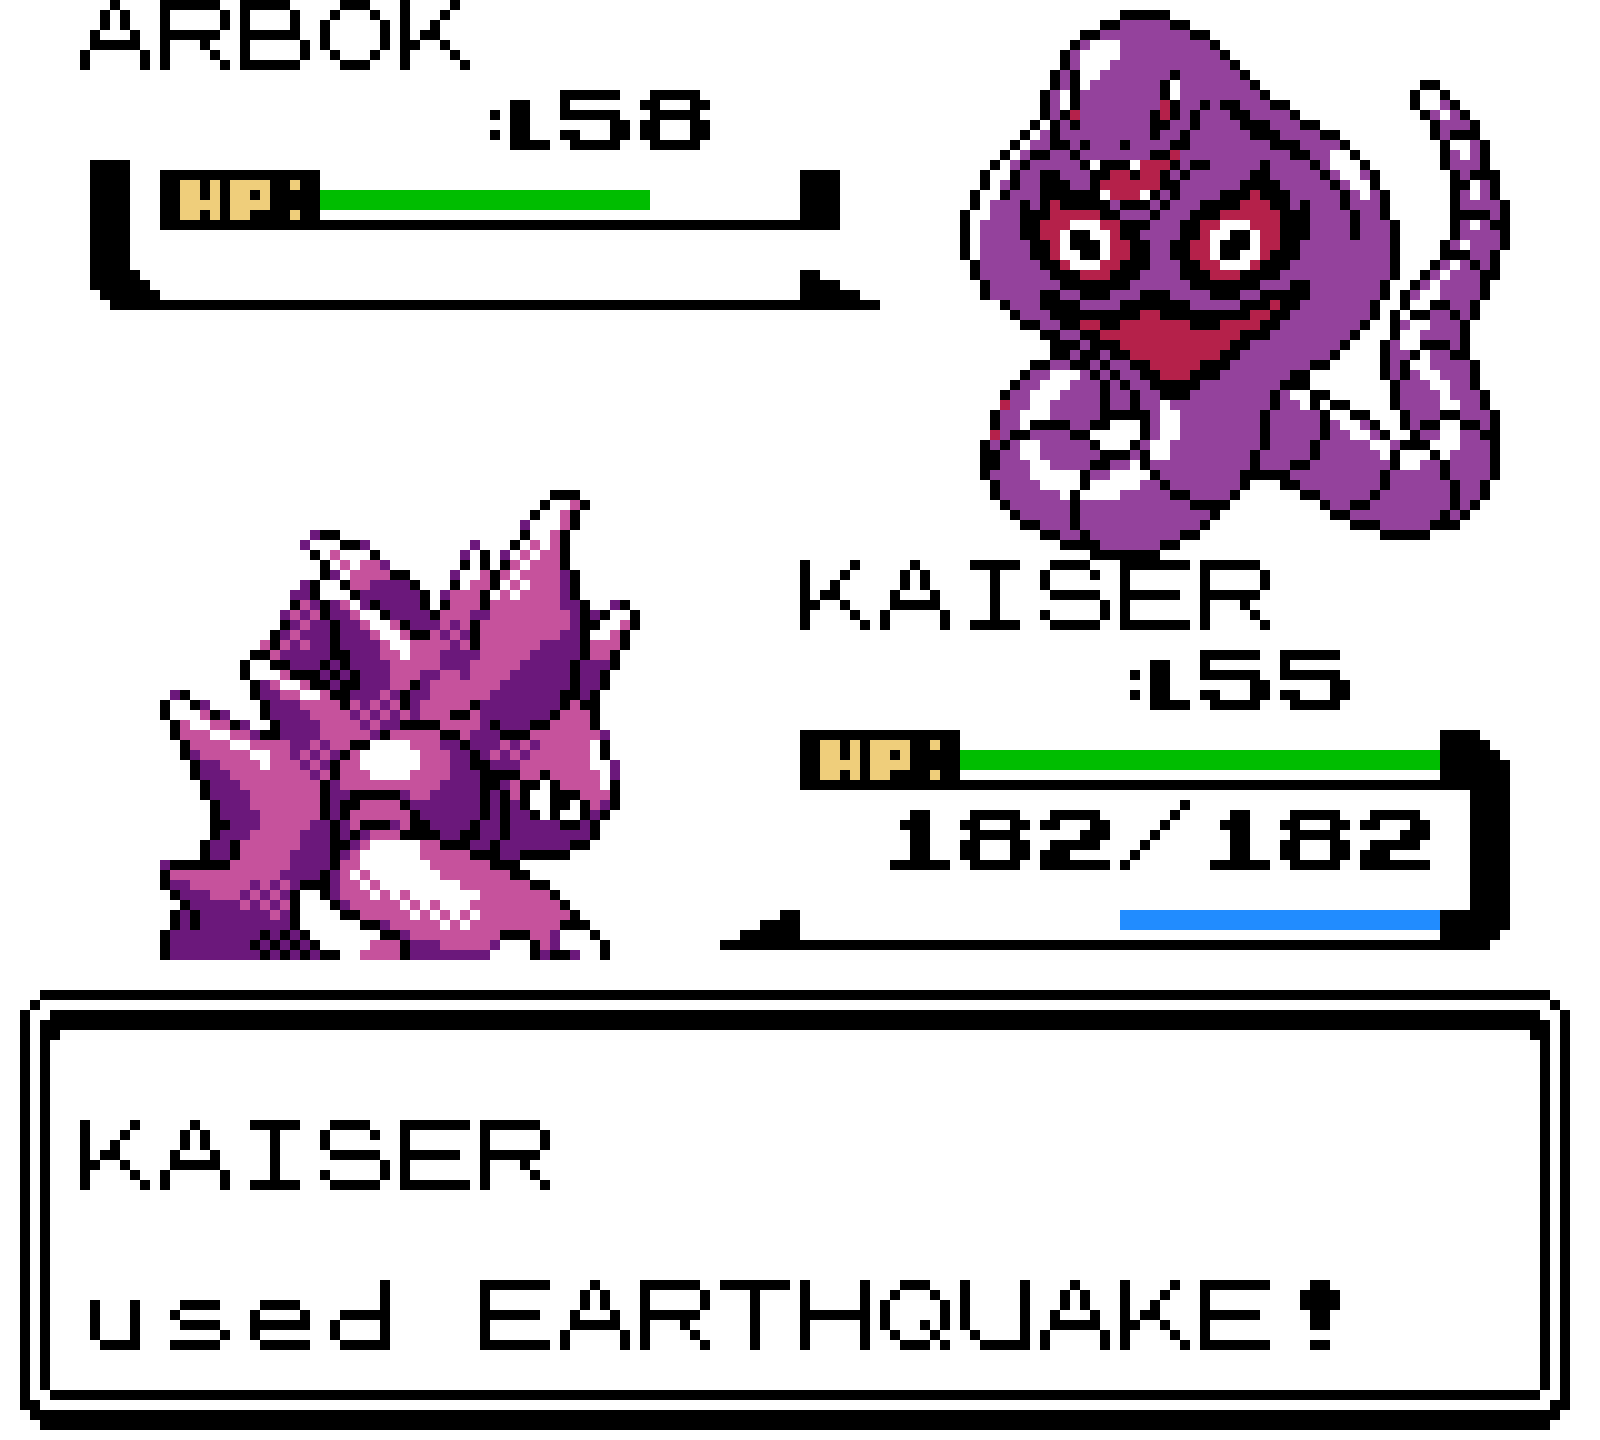 ARBOK
:L58
HP:
KAISER
:L55
HP:
182/182
KAISER
used EARTHQUAKE!